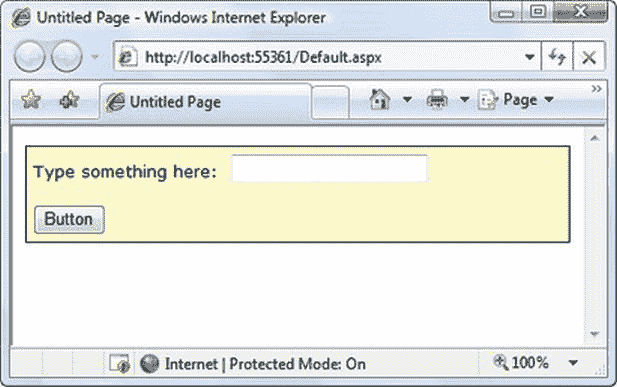 Untitled Page - Windows Internet Explorer
http://localhost:55361/Default.aspx
Untitled Page
Page
Type something here:
Button
Internet | Protected Mode: On
100%